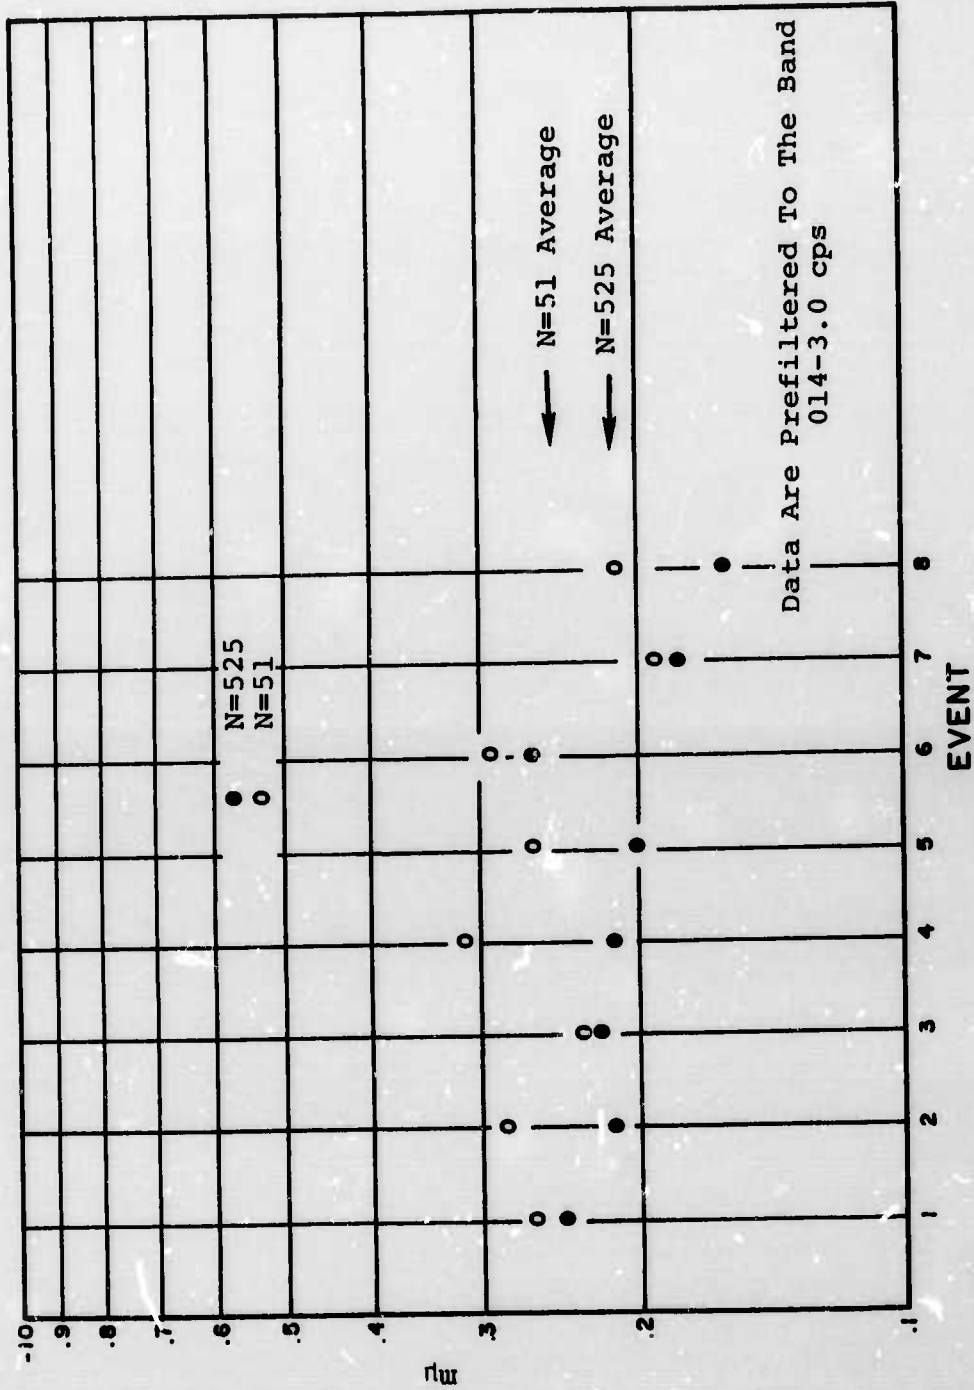 mµ
-10
.9
.8
.7
.6
.5
.4
.3
.2
.1
N=525
N=51
N=51 Average
N=525 Average
Data Are Prefiltered To The Band
014-3.0 cps
1 2 3 4 5 6 7 8
EVENT